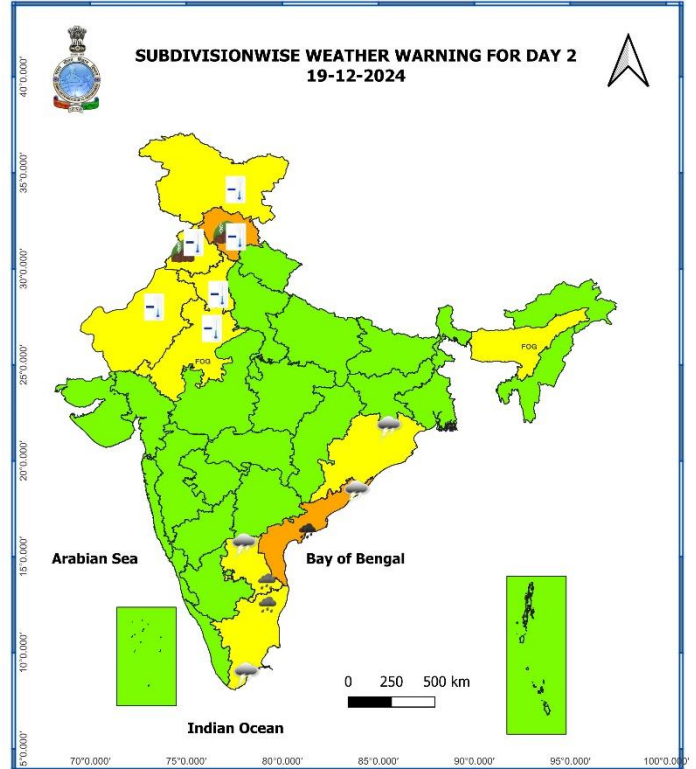 SUBDIVISIONWISE WEATHER WARNING FOR DAY 2
19-12-2024
40°0.000'
35°0.000'
30°0.000'
25°0.000'
20°0.000'
15°0.000'
10°0.000'
5°0.000'
FOG
FOG
Arabian Sea
Bay of Bengal
0 250 500 km
Indian Ocean
70°0.000' 75°0.000' 80°0.000' 85°0.000' 90°0.000' 95°0.000' 100°0.000'